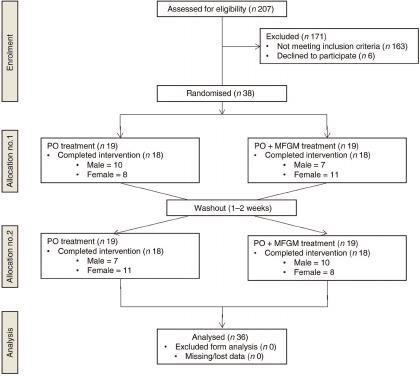 Enrolment
Assessed for eligibility (n 207)
Excluded (n 171)
• Not meeting inclusion criteria (n 163)
• Declined to participate (n 6)
Randomised (n 38)
Allocation no.1
PO treatment (n 19)
• Completed intervention (n 18)
• Male = 10
• Female = 8
PO + MFGM treatment (n 19)
• Completed intervention (n 18)
• Male = 7
• Female = 11
Washout (1–2 weeks)
Allocation no.2
PO treatment (n 19)
• Completed intervention (n 18)
• Male = 7
• Female = 11
PO + MFGM treatment (n 19)
• Completed intervention (n 18)
• Male = 10
• Female = 8
Analysis
Analysed (n 36)
• Excluded form analysis (n 0)
• Missing/lost data (n 0)